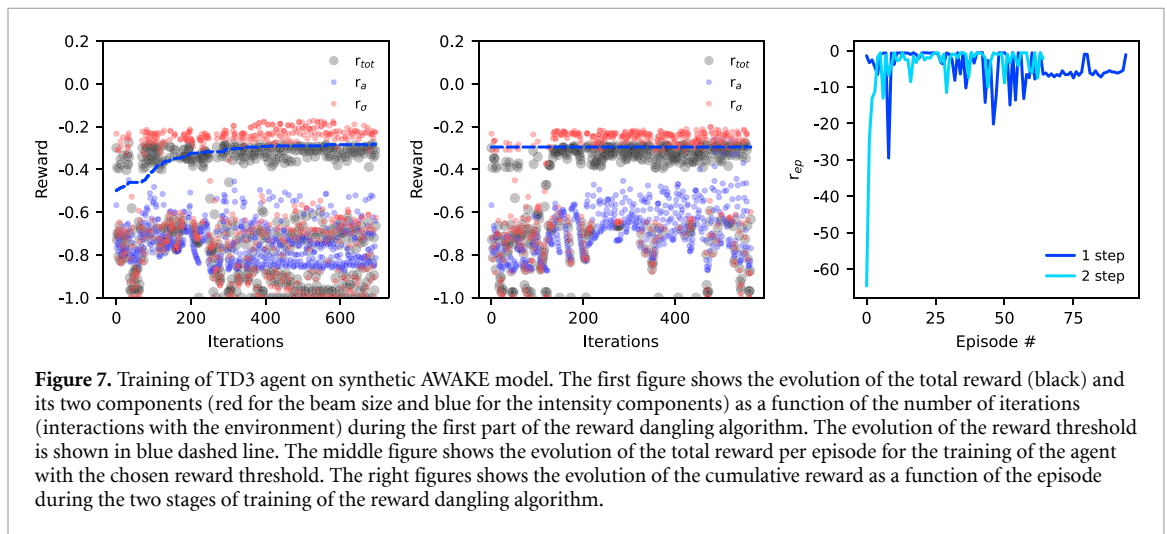 0.2
0.0
-0.2
-0.4
-0.6
-0.8
-1.0
Reward
0 200 400 600
Iterations
r_tot
r_a
r_σ
0.2
0.0
-0.2
-0.4
-0.6
-0.8
-1.0
Reward
0 200 400
Iterations
r_tot
r_a
r_σ
0
-10
-20
-30
-40
-50
-60
r_ep
0 25 50 75
Episode #
1 step
2 step
Figure 7. Training of TD3 agent on synthetic AWAKE model. The first figure shows the evolution of the total reward (black) and
its two components (red for the beam size and blue for the intensity components) as a function of the number of iterations
(interactions with the environment) during the first part of the reward dangling algorithm. The evolution of the reward threshold
is shown in blue dashed line. The middle figure shows the evolution of the total reward per episode for the training of the agent
with the chosen reward threshold. The right figures shows the evolution of the cumulative reward as a function of the episode
during the two stages of training of the reward dangling algorithm.